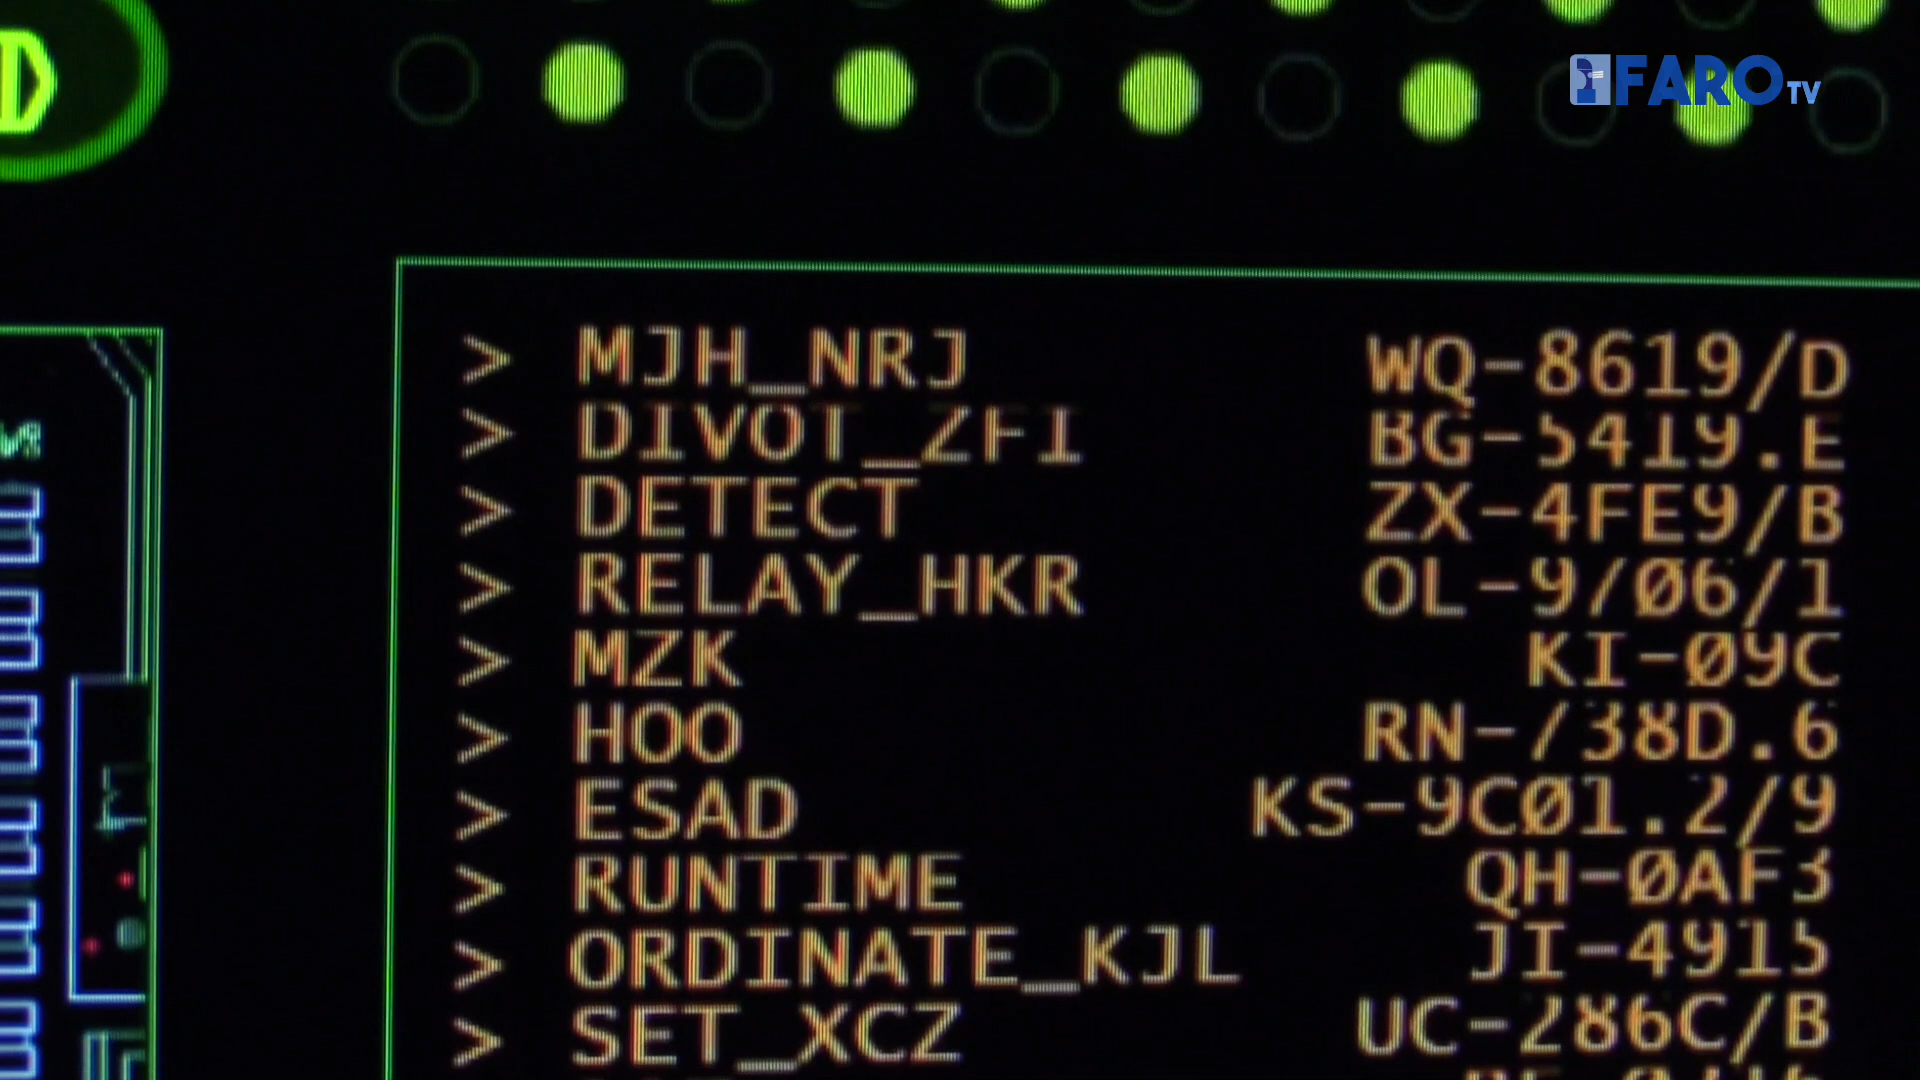 FARO TV
> MJH_NRJ WQ-8619/D
> DIVOT_ZFI BG-5419.E
> DETECT ZX-4FE9/B
> RELAY_HKR OL-9/06/1
> MZK KI-09C
> HOO RN-738D.6
> ESAD KS-9C01.2/9
> RUNTIME QH-0AF3
> ORDINATE_KJL JI-4915
> SET_XCZ UC-286C/B